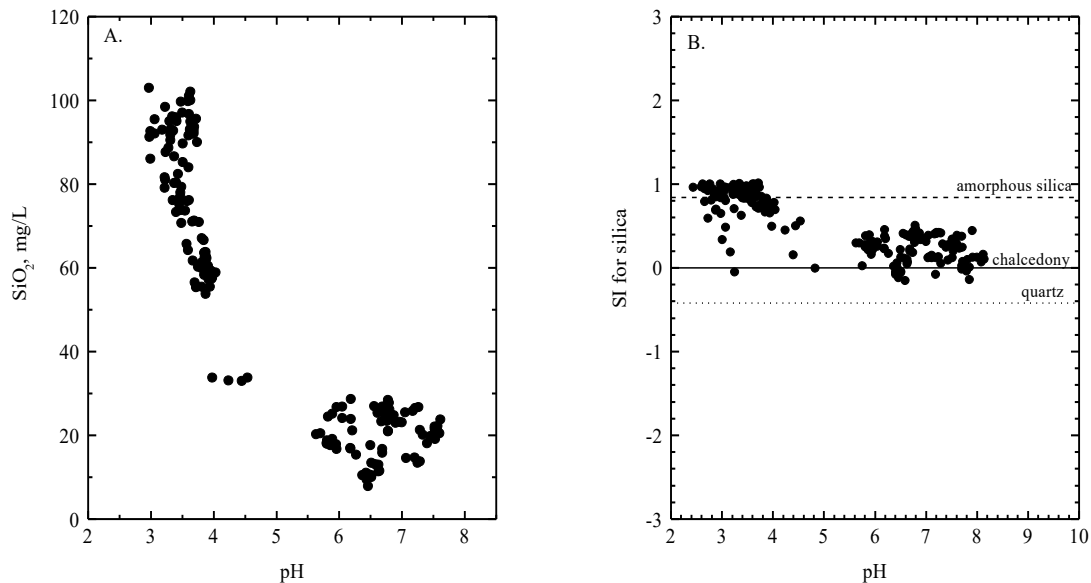 A.
SiO2, mg/L
120
100
80
60
40
20
0
2 3 4 5 6 7 8
pH
B.
SI for silica
3
2
1
0
-1
-2
-3
amorphous silica
chalcedony
quartz
2 3 4 5 6 7 8 9 10
pH